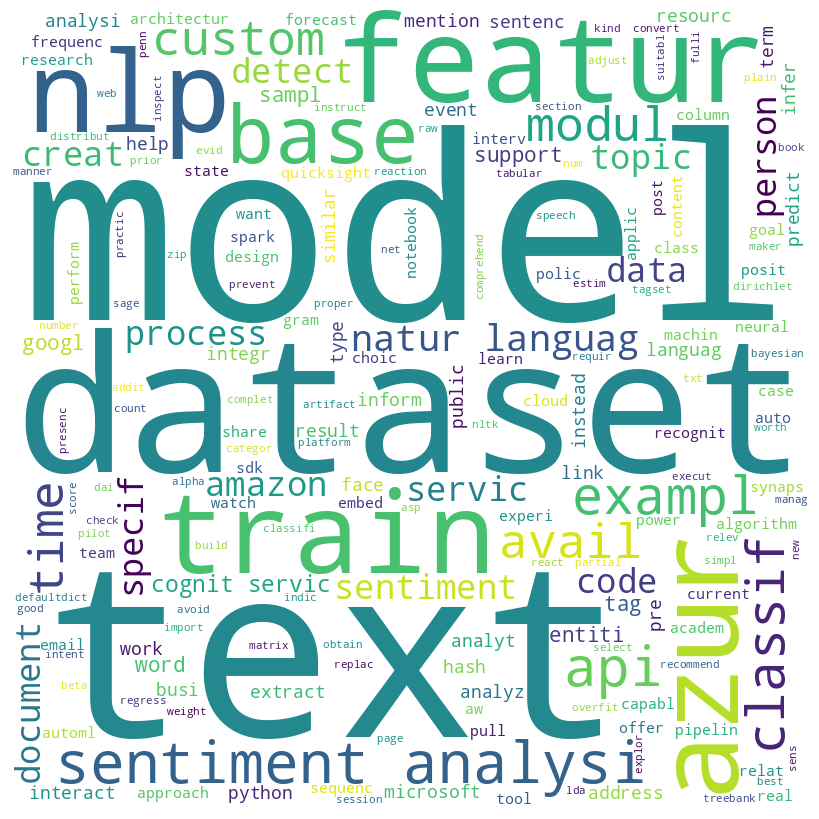 analysi architectur forecast mention sentenc kind convert resourc
frequenc penn custom featur suitabl fulli term
research nlp detect adjust plain infer
web inspect sampl event section column
distribut evid instruct raw interv modul
creat prior help base support topic person
manner state quicksight reaction tabular num post content book
model
practic want similar notebook speech applic class goal predict
perform spark design net comprehend polic data posit maker
zip prevent estim tagset dirichlet
sage proper
number gram
googl process type natur languag machin neural
integr choic learn requir languag bayesian
dataset
addit complet artifact inform public instead txt case
count share categor result nltk cloud auto worth
presenc platform recognit
sdk link
time score dai alpha amazon face servic execut synaps manag
specif watch embed experi exampl power algorithm
check asp
pilot classifi train avail relev
team build react partial simpl new
cognit servic sentiment code current classif
defaultdict
good avoid indic tag pre academ azur
document email intent import matrix obtain analyt entiti select
text
work word replac hash analyz api recommend
beta regress busi extract aw overfit capabl
automl weight pull offer pipelin
page explor sens
sentiment analysi lda relat best
interact approach python sequenc microsoft tool address treebank real
session